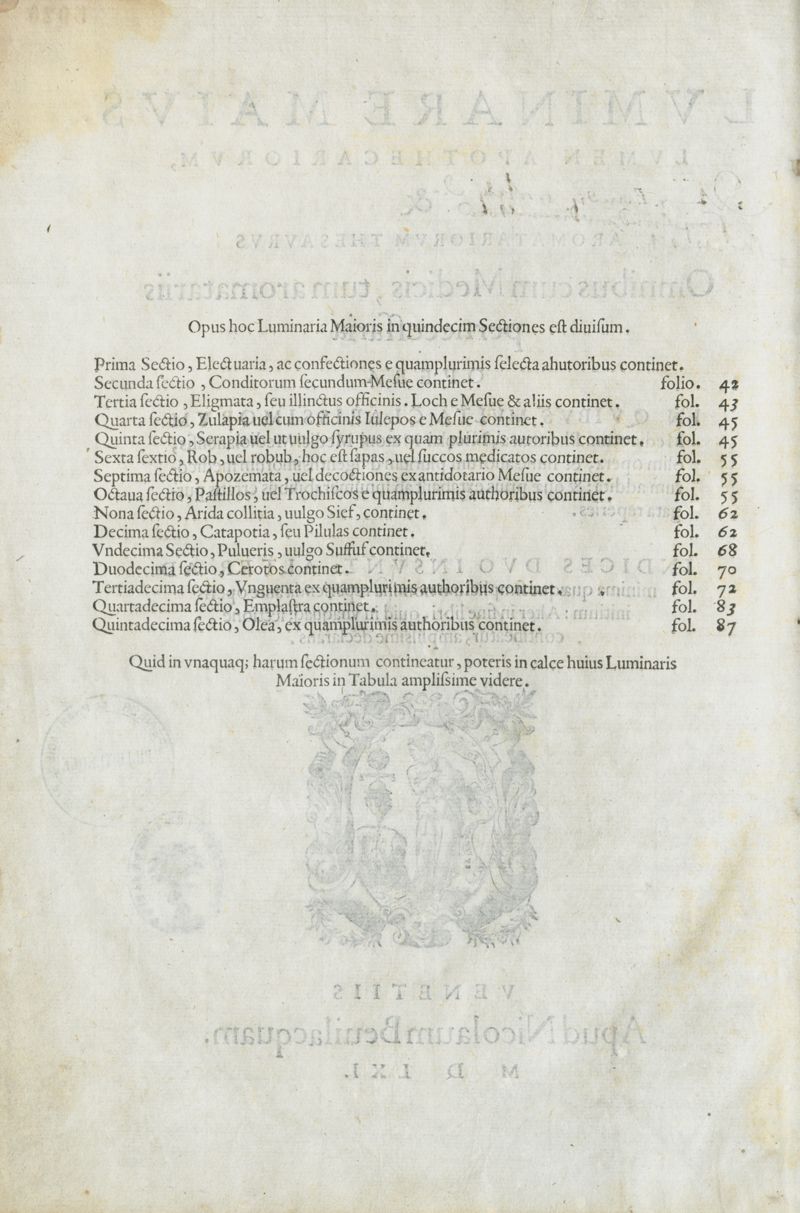 Opus hoc Luminaria Maioris in quindecim Sectiones eſt diuiſum.
Prima Sectio, Electuaria, ac confectiones e quamplurimis ſelecta ahutoribus continet.
Secunda ſectio, Conditorum ſecundum Meſue continet. folio. 42
Tertia ſectio, Eligmata, ſeu illinctus officinis. Loch e Meſue & aliis continet. fol. 43
Quarta ſectio, Zulapia uel cum officinis Iulepos e Meſue continet. fol. 45
Quinta ſectio, Serapia uel ut uulgo ſyrupus ex quam plurimis autoribus continet. fol. 45
Sexta ſextio, Rob, uel robub, hoc eſt ſapas, uel ſuccos medicatos continet. fol. 55
Septima ſectio, Apozemata, uel decoctiones ex antidotario Meſue continet. fol. 55
Octaua ſectio, Paſtillos, uel Trochiſcos e quamplurimis authoribus continet. fol. 55
Nona ſectio, Arida collitia, uulgo Sief, continet. fol. 62
Decima ſectio, Catapotia, ſeu Pilulas continet. fol. 62
Vndecima Sectio, Pulueris, uulgo Suffuf continet. fol. 68
Duodecima ſectio, Cerotos continet. fol. 70
Tertiadecima ſectio, Vnguenta ex quamplurimis authoribus continet. fol. 72
Quartadecima ſectio, Emplaſtra continet. fol. 83
Quintadecima ſectio, Olea, ex quamplurimis authoribus continet. fol. 87
Quid in vnaquaq; harum ſectionum contineatur, poteris in calce huius Luminaris
Maioris in Tabula ampliſsime videre.